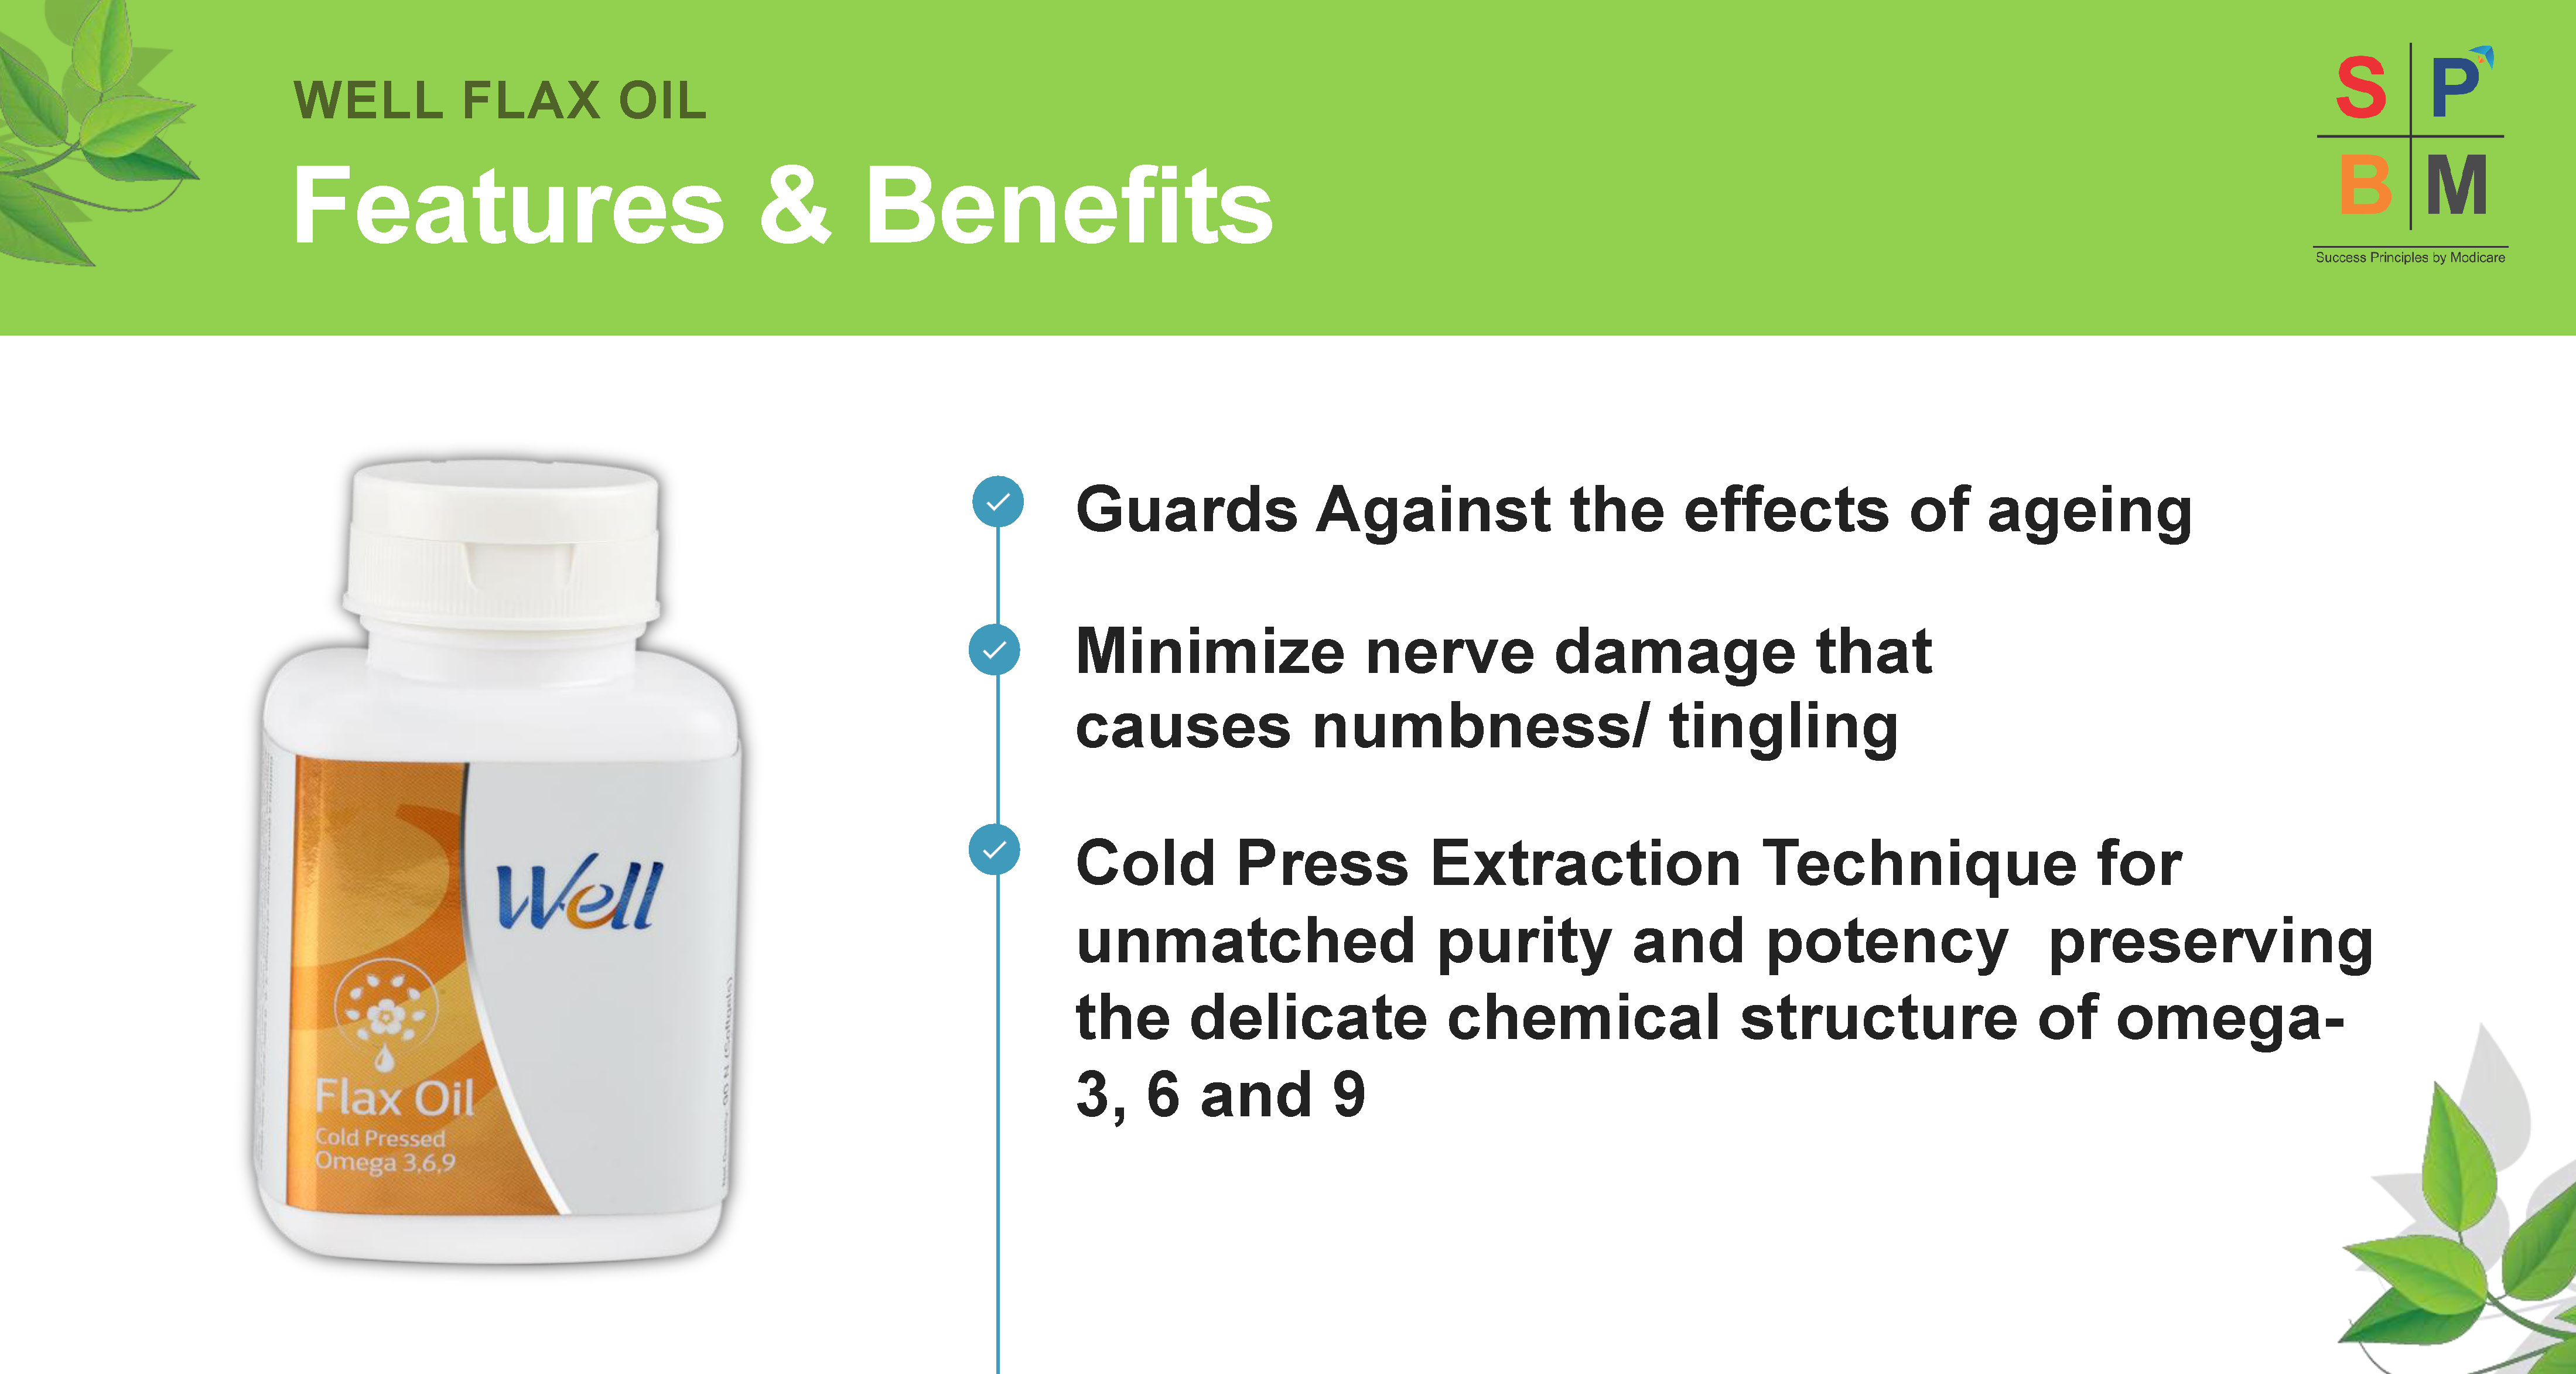 WELL FLAX OIL
Features & Benefits
S P
B M
Success Principles by Modicare
Guards Against the effects of ageing
Minimize nerve damage that
causes numbness/ tingling
Cold Press Extraction Technique for
unmatched purity and potency preserving
the delicate chemical structure of omega-
3, 6 and 9
Well
Flax Oil
Cold Pressed
Omega 3,6,9
90 N (Softgels)